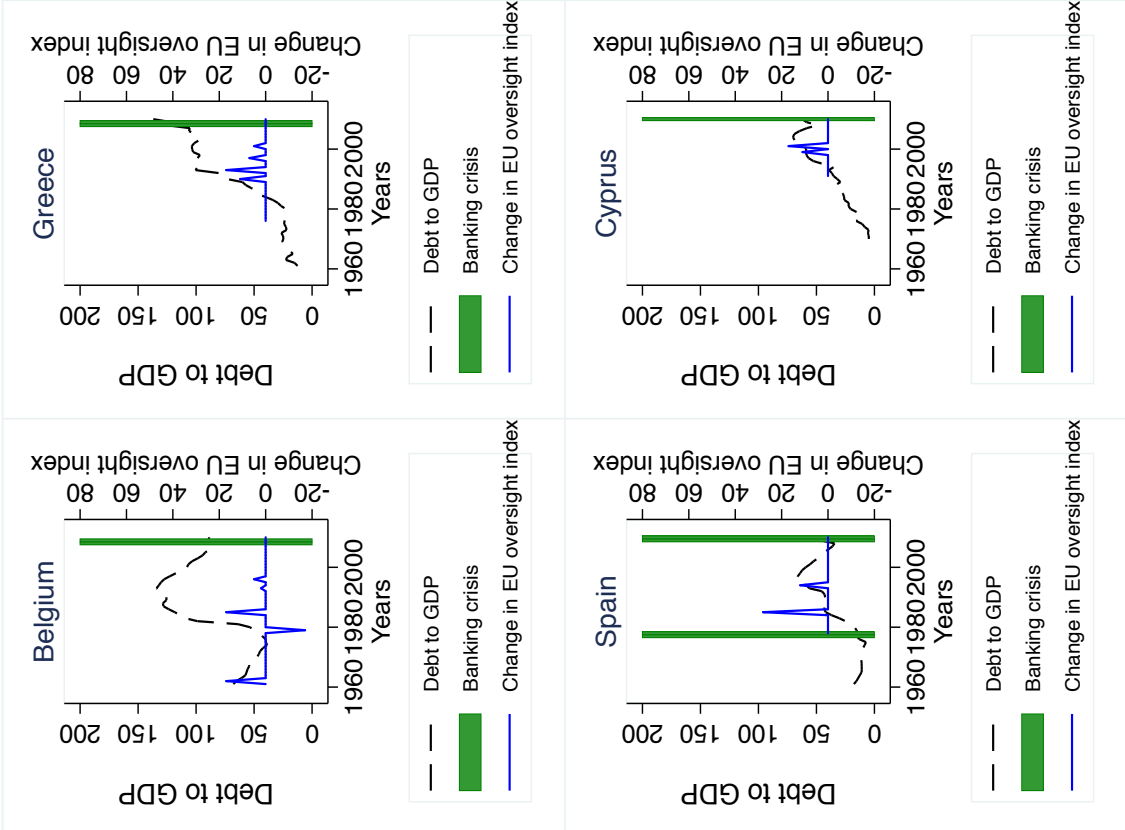 Belgium
Debt to GDP
200
150
100
50
0
80
60
40
20
0
-20
Change in EU oversight index
1960 1980 2000
Years
Debt to GDP
Banking crisis
Change in EU oversight index
Greece
Debt to GDP
200
150
100
50
0
80
60
40
20
0
-20
Change in EU oversight index
1960 1980 2000
Years
Debt to GDP
Banking crisis
Change in EU oversight index
Spain
Debt to GDP
200
150
100
50
0
80
60
40
20
0
-20
Change in EU oversight index
1960 1980 2000
Years
Debt to GDP
Banking crisis
Change in EU oversight index
Cyprus
Debt to GDP
200
150
100
50
0
80
60
40
20
0
-20
Change in EU oversight index
1960 1980 2000
Years
Debt to GDP
Banking crisis
Change in EU oversight index